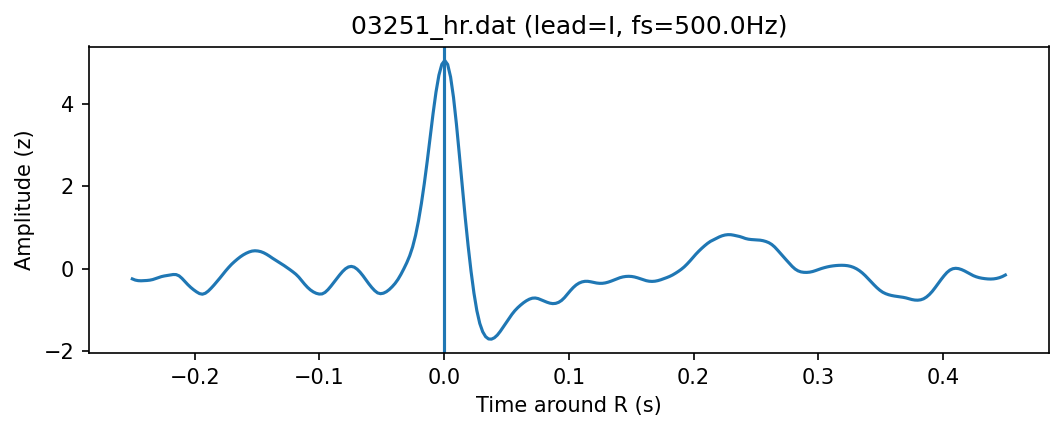 03251_hr.dat (lead=I, fs=500.0Hz)
Amplitude (z)
4
2
0
−2
−0.2 −0.1 0.0 0.1 0.2 0.3 0.4
Time around R (s)